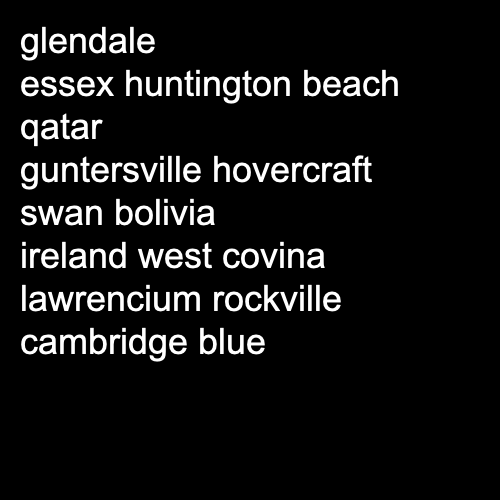 glendale
essex huntington beach
qatar
guntersville hovercraft
swan bolivia
ireland west covina
lawrencium rockville
cambridge blue